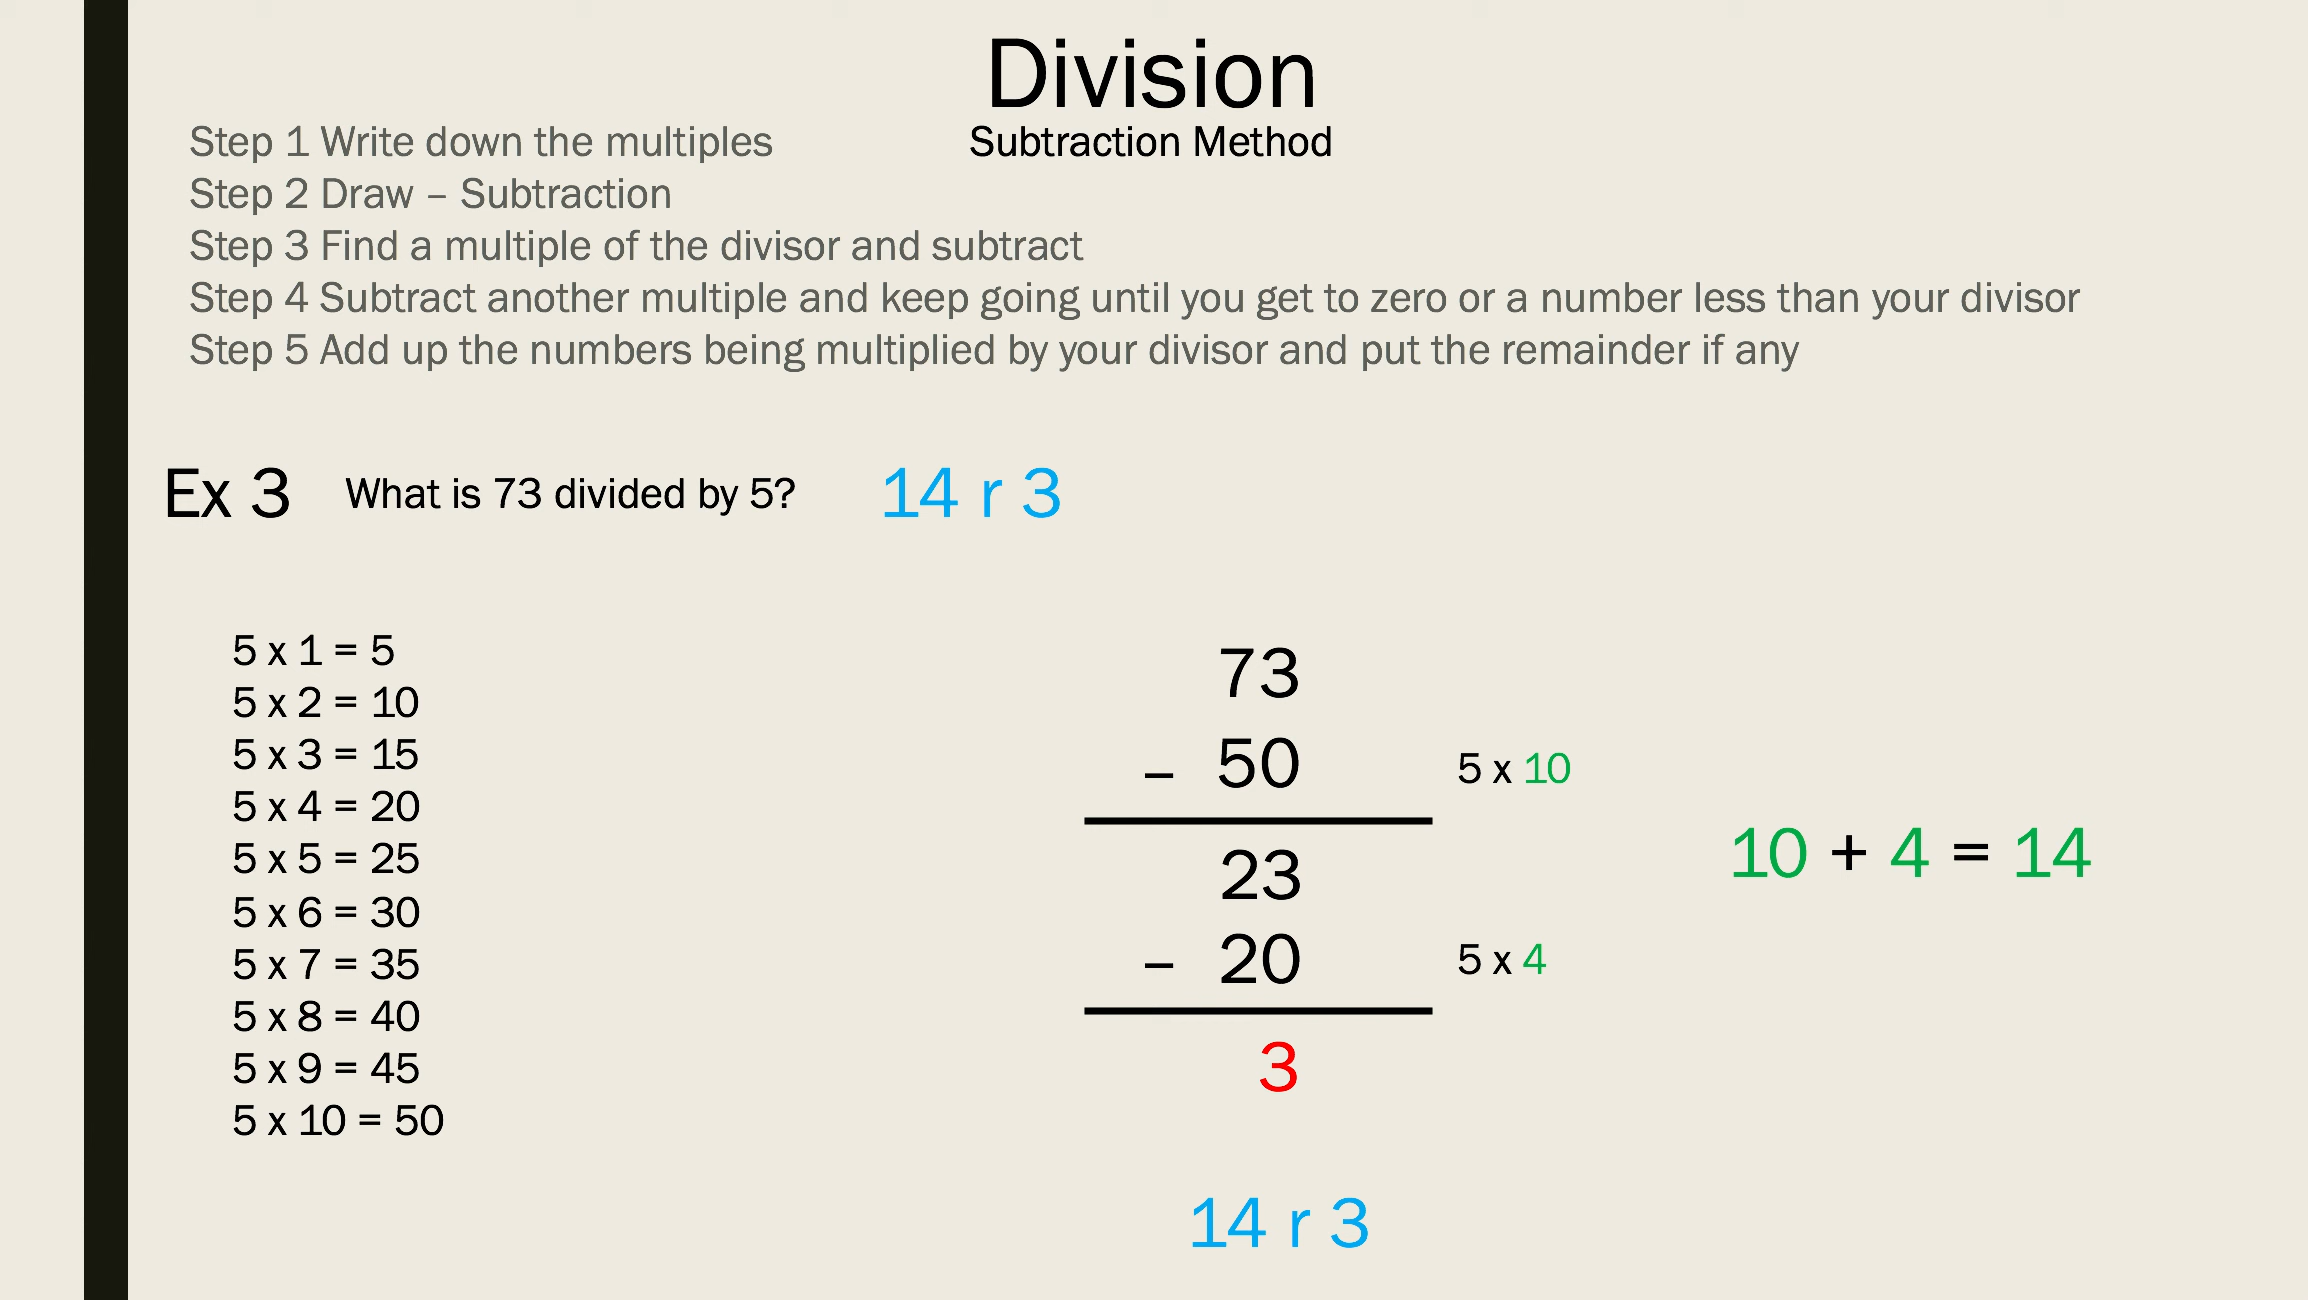 Division
Subtraction Method
Step 1 Write down the multiples
Step 2 Draw – Subtraction
Step 3 Find a multiple of the divisor and subtract
Step 4 Subtract another multiple and keep going until you get to zero or a number less than your divisor
Step 5 Add up the numbers being multiplied by your divisor and put the remainder if any
Ex 3 What is 73 divided by 5? 14 r 3
5 x 1 = 5
5 x 2 = 10
5 x 3 = 15
5 x 4 = 20
5 x 5 = 25
5 x 6 = 30
5 x 7 = 35
5 x 8 = 40
5 x 9 = 45
5 x 10 = 50
73
– 50 5 x 10
23
– 20 5 x 4
3
10 + 4 = 14
14 r 3